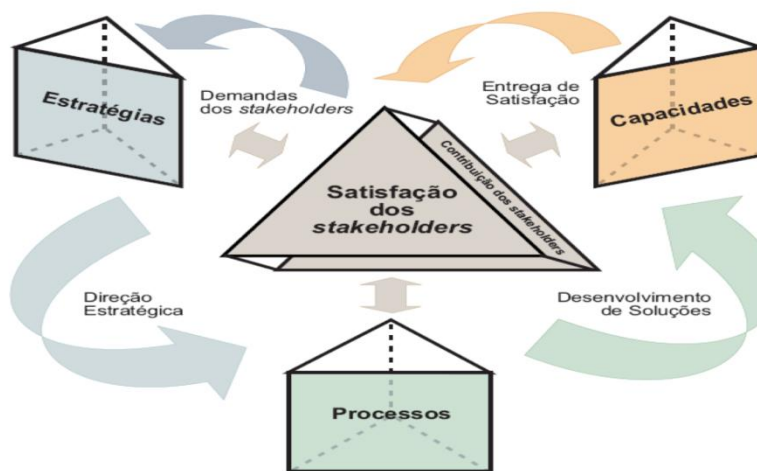 Estratégias
Demandas
dos stakeholders
Entrega de
Satisfação
Capacidades
Satisfação
dos
stakeholders
Contribuição dos stakeholders
Direção
Estratégica
Desenvolvimento
de Soluções
Processos